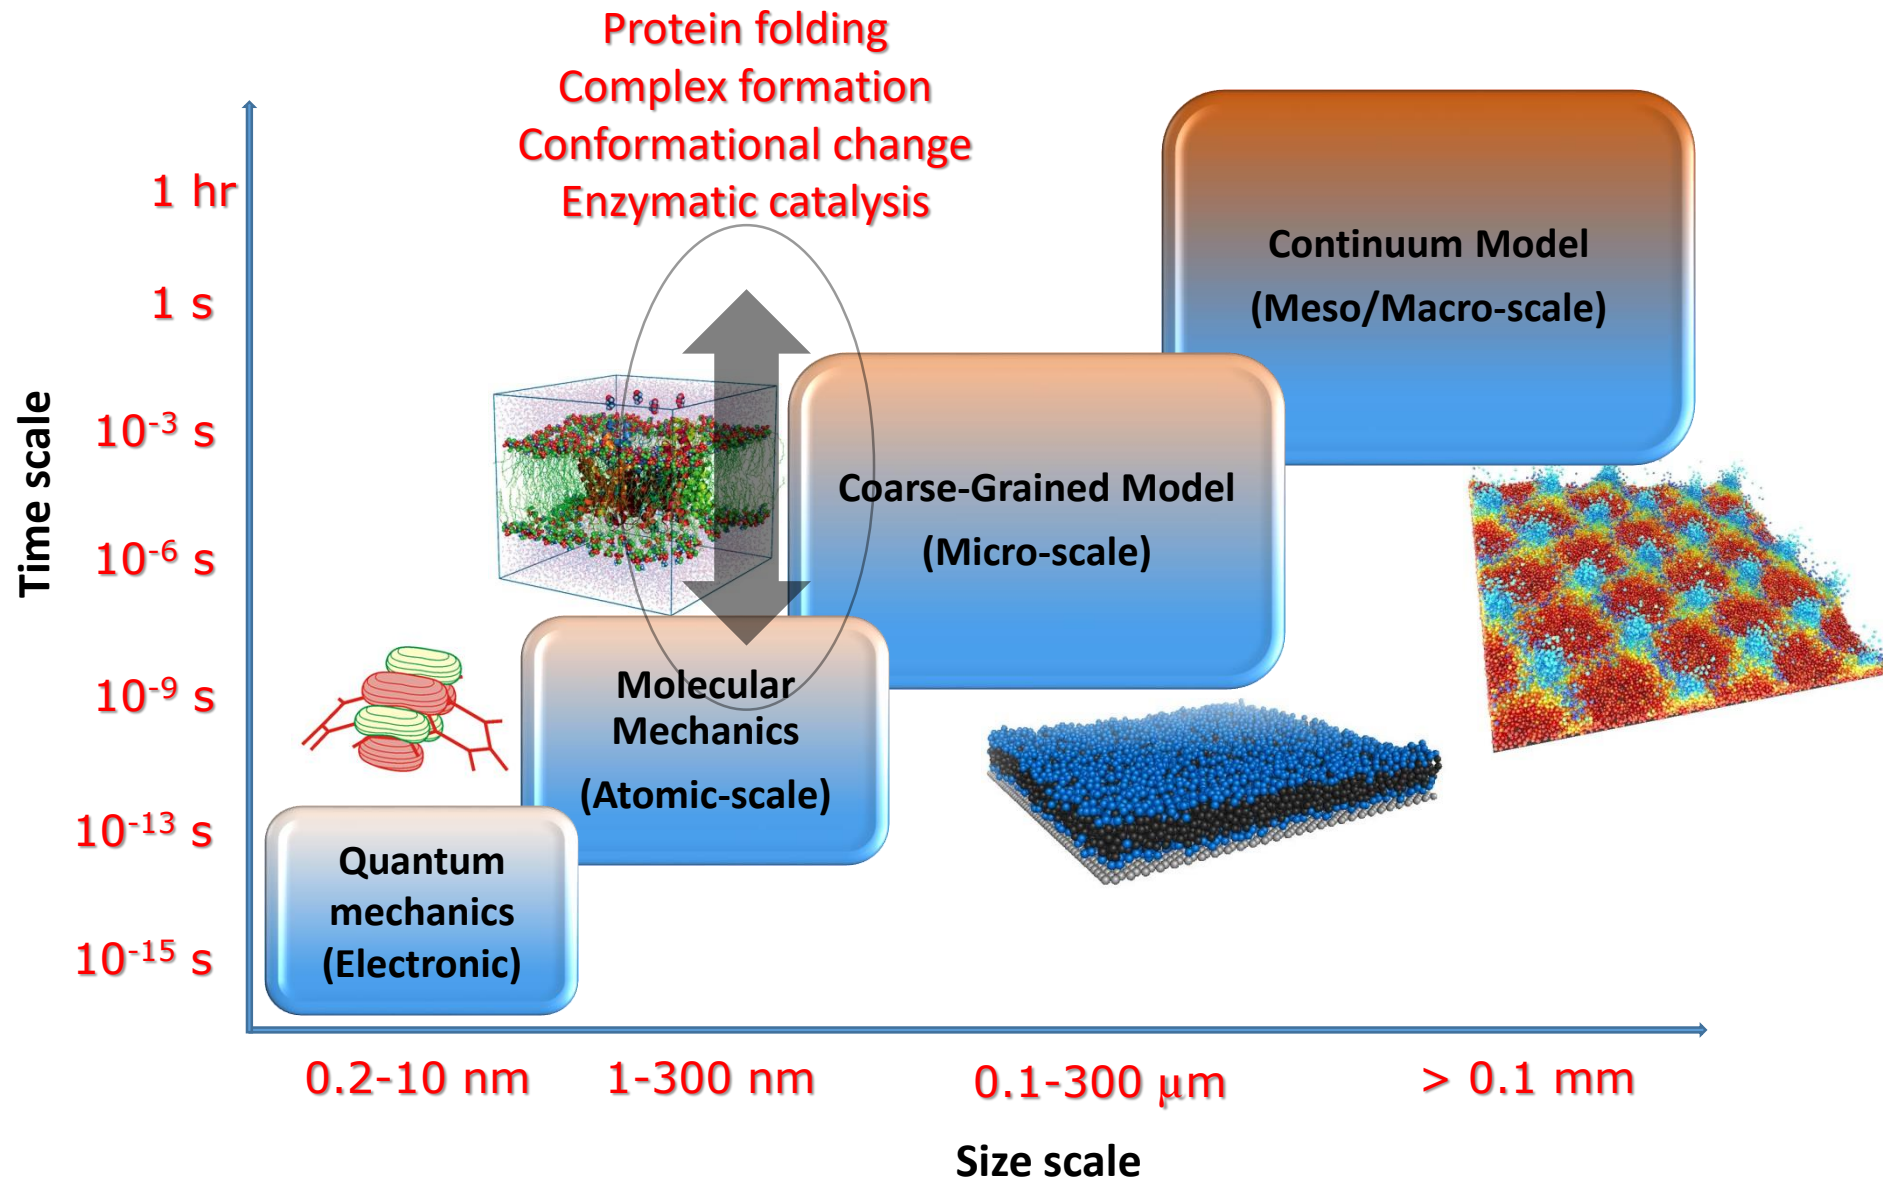 Protein folding
Complex formation
Conformational change
Enzymatic catalysis
1 hr
1 s
10⁻³ s
10⁻⁶ s
10⁻⁹ s
10⁻¹³ s
10⁻¹⁵ s
Time scale
Continuum Model
(Meso/Macro-scale)
Coarse-Grained Model
(Micro-scale)
Molecular
Mechanics
(Atomic-scale)
Quantum
mechanics
(Electronic)
0.2-10 nm
1-300 nm
0.1-300 μm
> 0.1 mm
Size scale